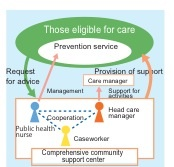 Those eligible for care
Prevention service
Request
for advice
Provision of support
Care manager
Management
Support for
activities
Head care
manager
Cooperation
Public health
nurse
Caseworker
Comprehensive community
support center